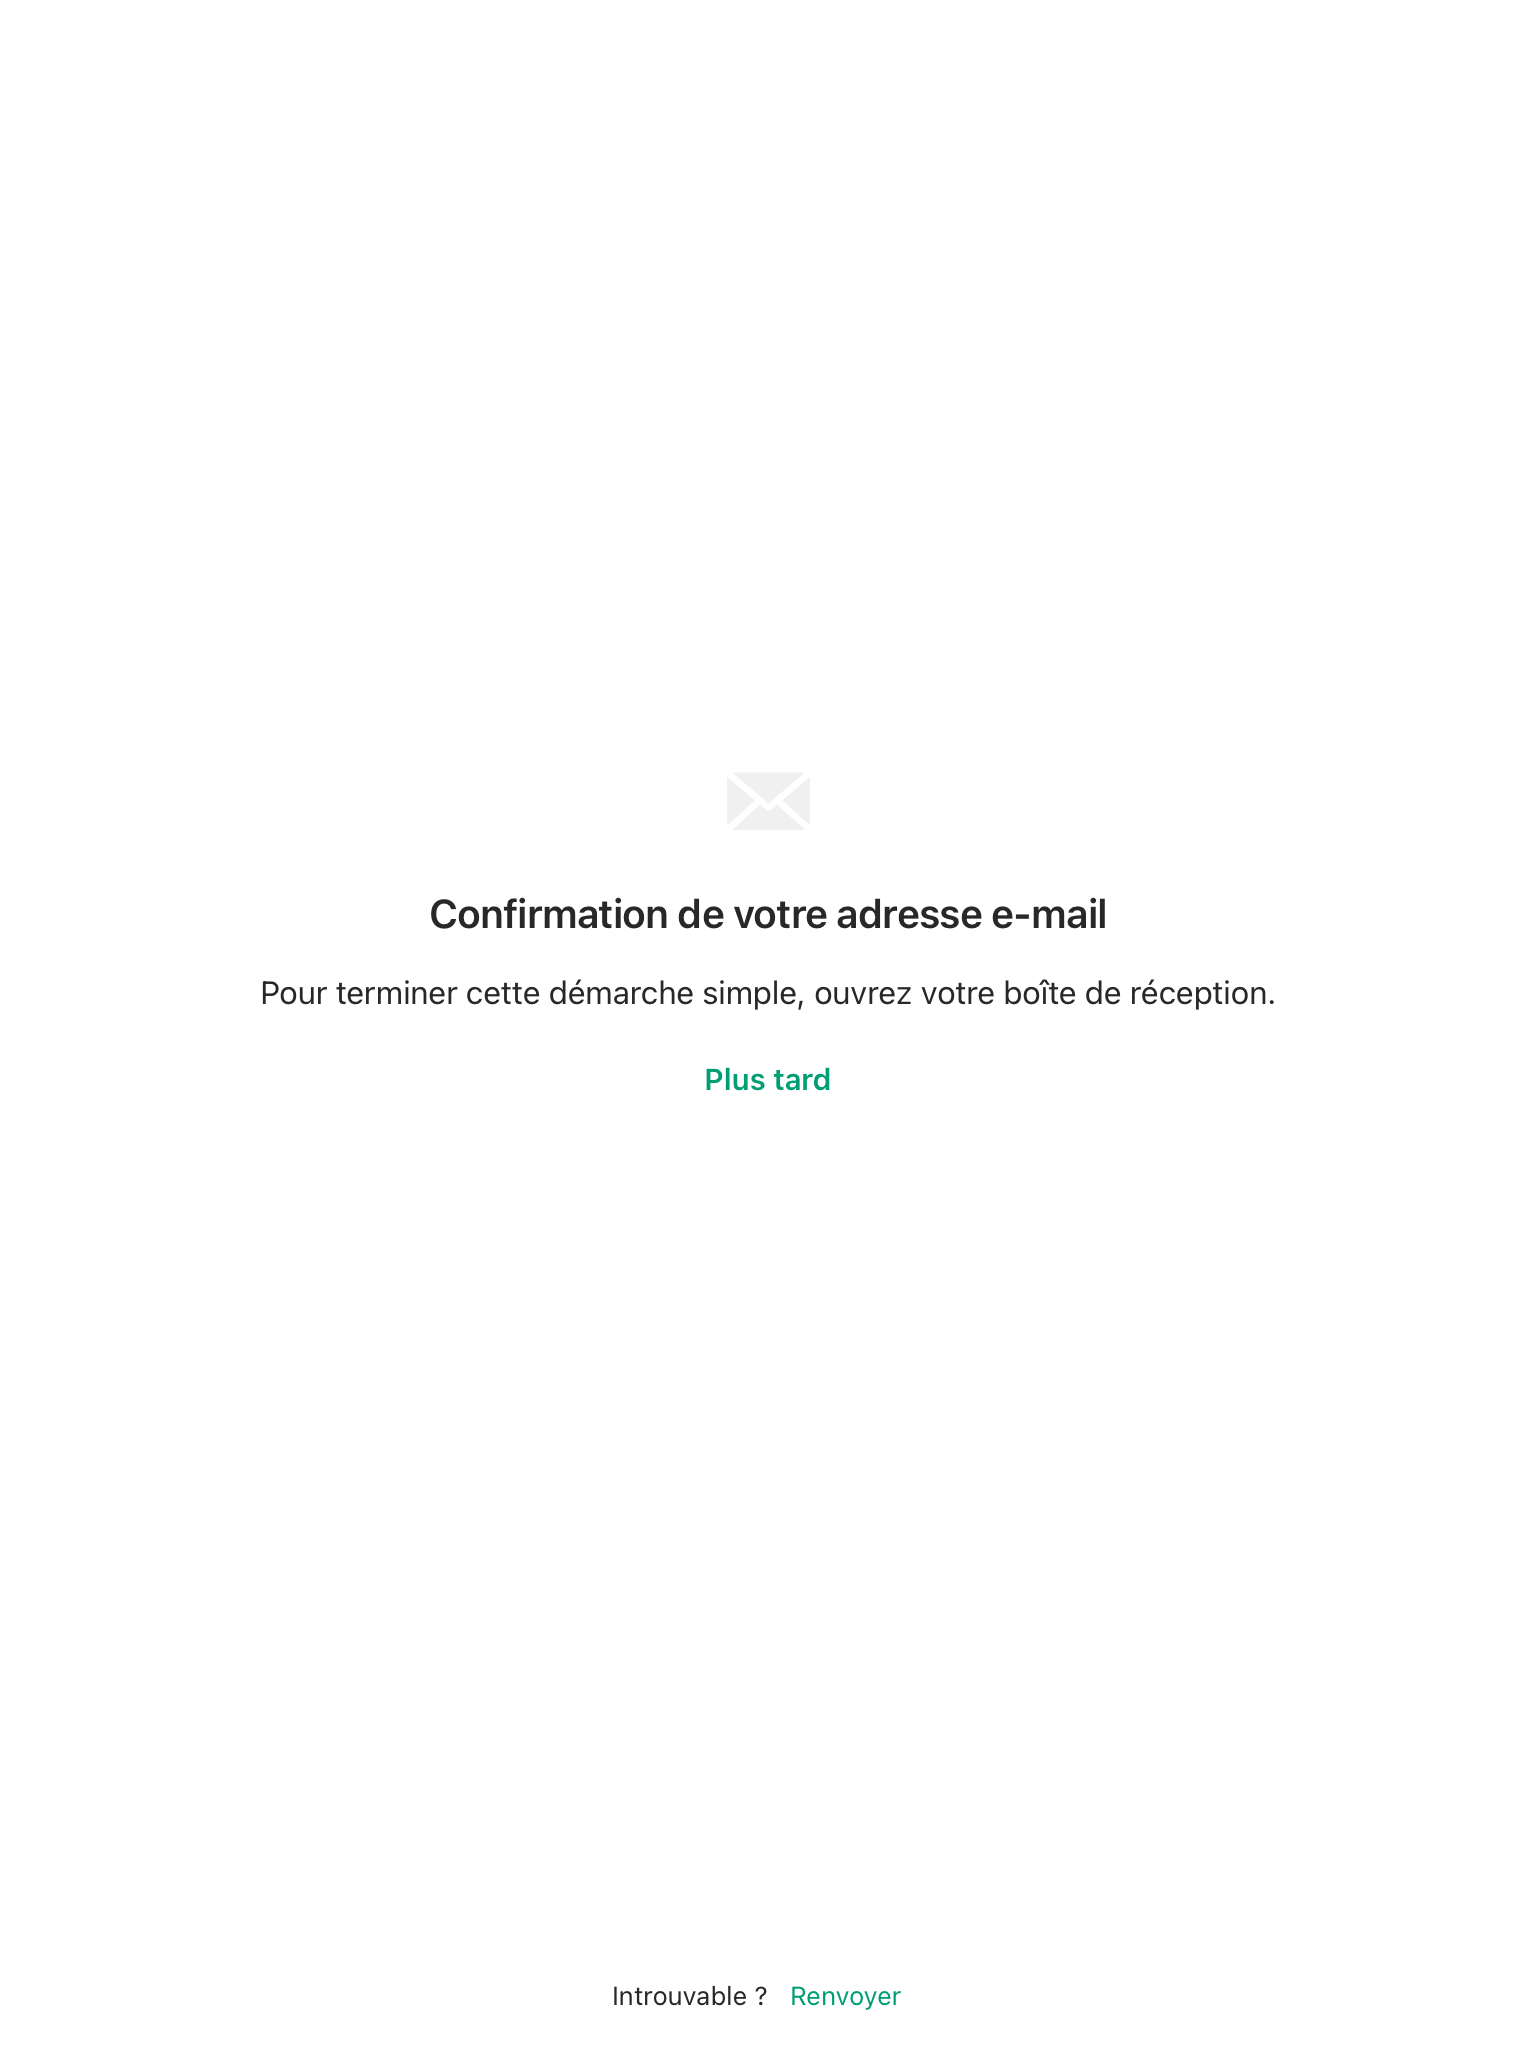 Confirmation de votre adresse e-mail
Pour terminer cette démarche simple, ouvrez votre boîte de réception.
Plus tard
Introuvable ? Renvoyer